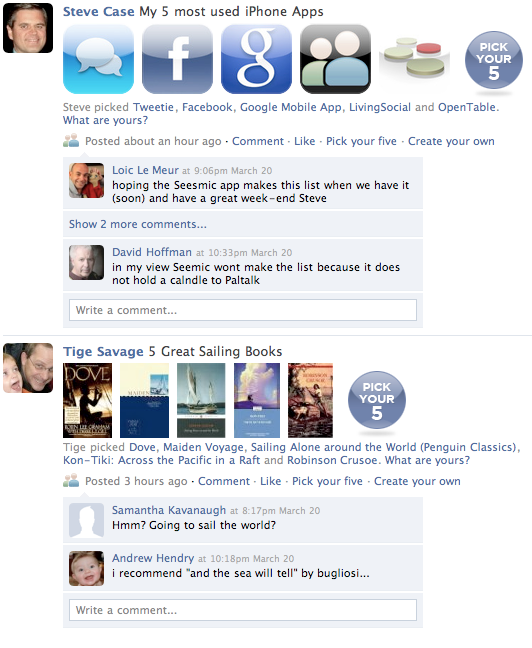 Steve Case My 5 most used iPhone Apps
f
g
PICK
YOUR
5
Steve picked Tweetie, Facebook, Google Mobile App, LivingSocial and OpenTable.
What are yours?
Posted about an hour ago · Comment · Like · Pick your five · Create your own
Loic Le Meur at 9:06pm March 20
hoping the Seesmic app makes this list when we have it
(soon) and have a great week-end Steve
Show 2 more comments...
David Hoffman at 10:33pm March 20
in my view Seemic wont make the list because it does
not hold a calndle to Paltalk
Write a comment...
Tige Savage 5 Great Sailing Books
DOVE
MAIDEN
PICK
YOUR
5
Tige picked Dove, Maiden Voyage, Sailing Alone around the World (Penguin Classics),
Kon-Tiki: Across the Pacific in a Raft and Robinson Crusoe. What are yours?
Posted 3 hours ago · Comment · Like · Pick your five · Create your own
Samantha Kavanaugh at 8:17pm March 20
Hmm? Going to sail the world?
Andrew Hendry at 10:18pm March 20
i recommend "and the sea will tell" by bugliosi...
Write a comment...